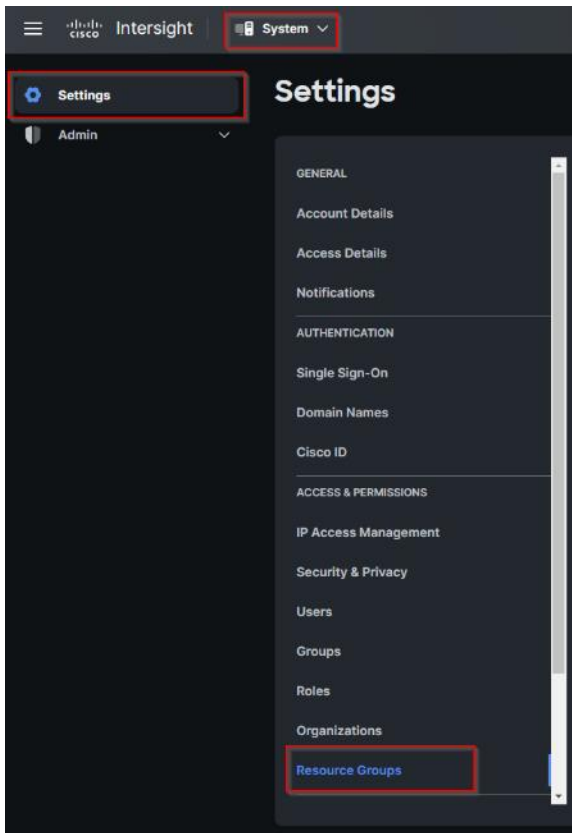 cisco Intersight System
Settings
Admin
Settings
GENERAL
Account Details
Access Details
Notifications
AUTHENTICATION
Single Sign-On
Domain Names
Cisco ID
ACCESS & PERMISSIONS
IP Access Management
Security & Privacy
Users
Groups
Roles
Organizations
Resource Groups